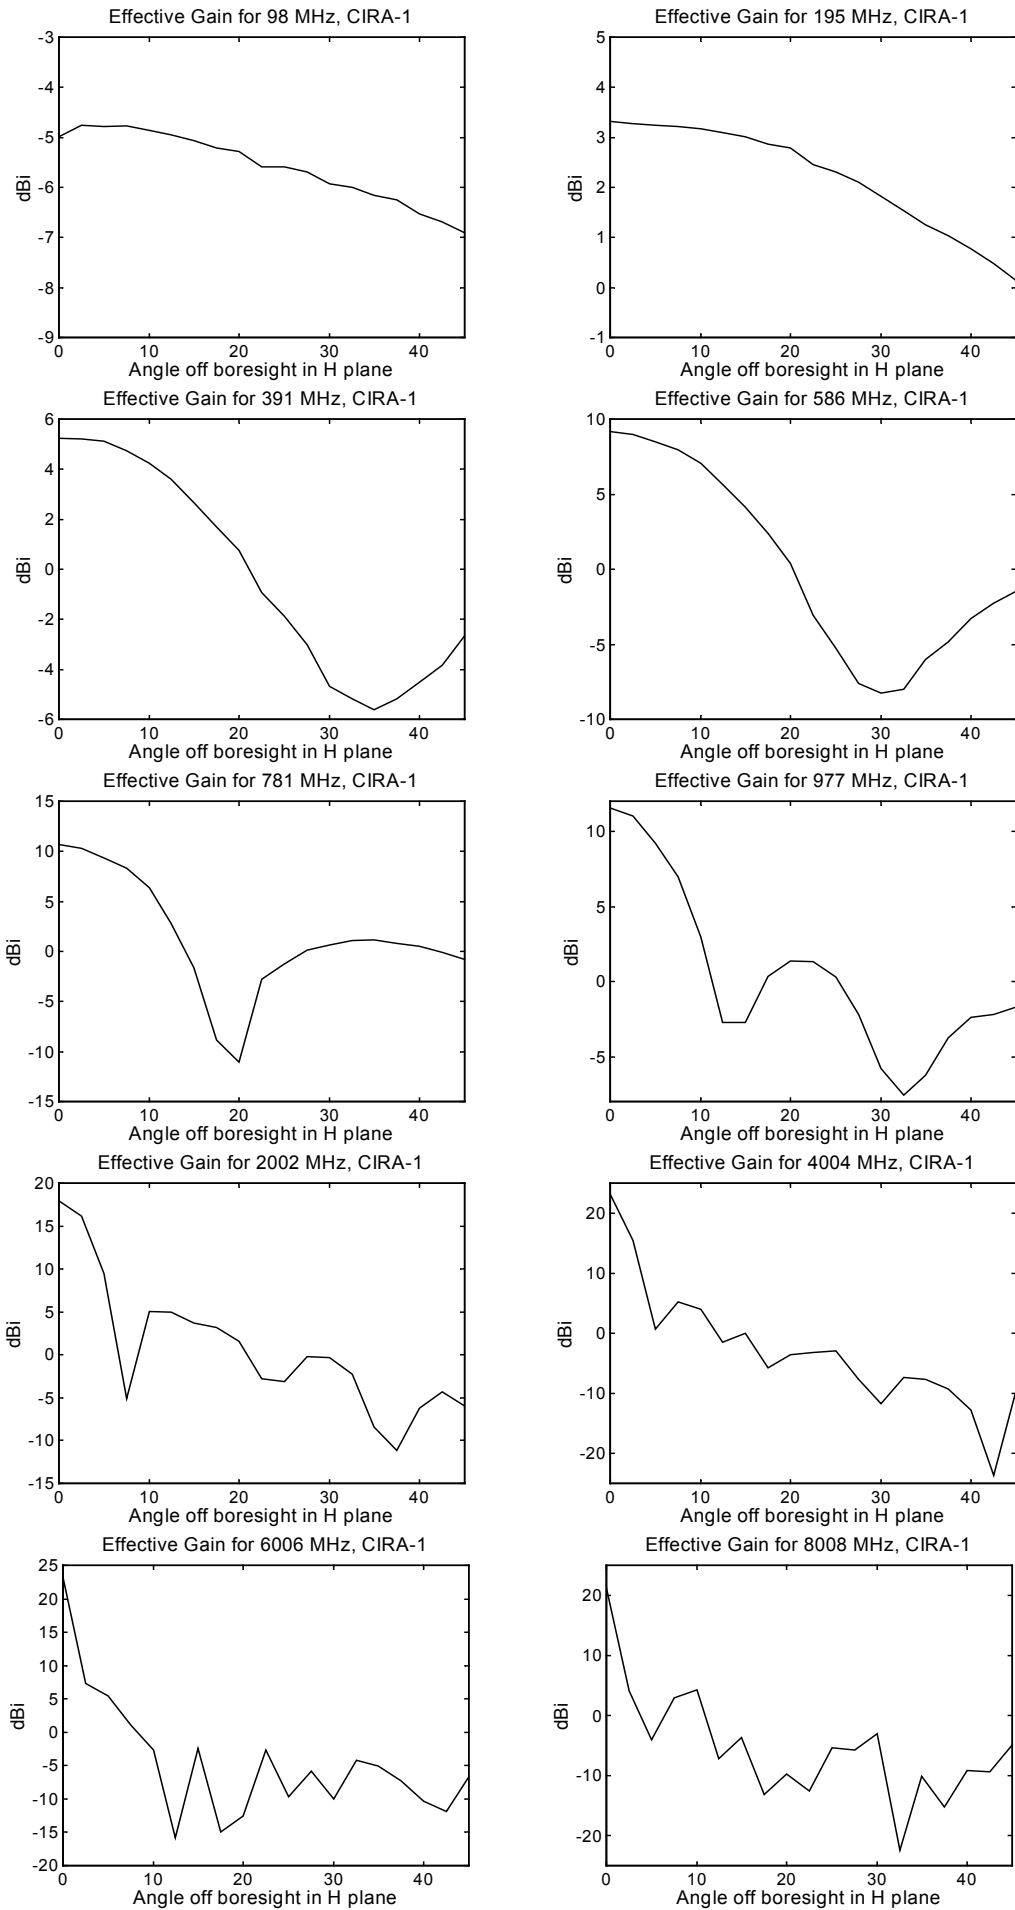 Effective Gain for 98 MHz, CIRA-1
-3
-4
-5
-6
-7
-8
-9
dBi
0 10 20 30 40
Angle off boresight in H plane
Effective Gain for 195 MHz, CIRA-1
5
4
3
2
1
0
-1
dBi
0 10 20 30 40
Angle off boresight in H plane
Effective Gain for 391 MHz, CIRA-1
6
4
2
0
-2
-4
-6
dBi
0 10 20 30 40
Angle off boresight in H plane
Effective Gain for 586 MHz, CIRA-1
10
5
0
-5
-10
dBi
0 10 20 30 40
Angle off boresight in H plane
Effective Gain for 781 MHz, CIRA-1
15
10
5
0
-5
-10
-15
dBi
0 10 20 30 40
Angle off boresight in H plane
Effective Gain for 977 MHz, CIRA-1
10
5
0
-5
dBi
0 10 20 30 40
Angle off boresight in H plane
Effective Gain for 2002 MHz, CIRA-1
20
15
10
5
0
-5
-10
-15
dBi
0 10 20 30 40
Angle off boresight in H plane
Effective Gain for 4004 MHz, CIRA-1
20
10
0
-10
-20
dBi
0 10 20 30 40
Angle off boresight in H plane
Effective Gain for 6006 MHz, CIRA-1
25
20
15
10
5
0
-5
-10
-15
-20
dBi
0 10 20 30 40
Angle off boresight in H plane
Effective Gain for 8008 MHz, CIRA-1
20
10
0
-10
-20
dBi
0 10 20 30 40
Angle off boresight in H plane